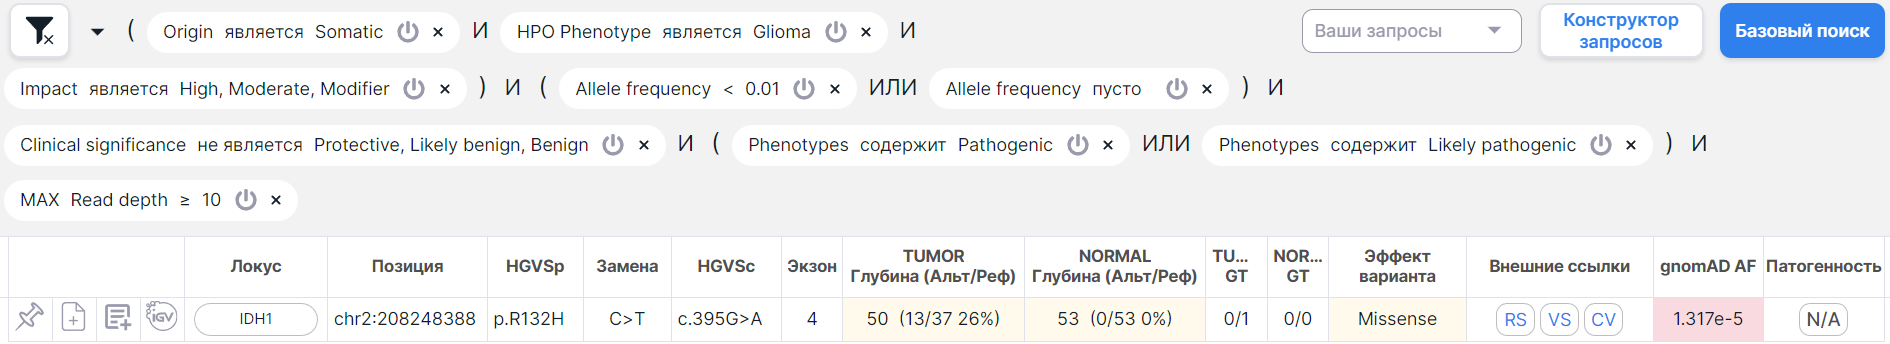 ( Origin является Somatic × И HPO Phenotype является Glioma × И Ваши запросы Конструктор запросов Базовый поиск
Impact является High, Moderate, Modifier × ) И ( Allele frequency < 0.01 × ИЛИ Allele frequency пусто × ) И
Clinical significance не является Protective, Likely benign, Benign × И ( Phenotypes содержит Pathogenic × ИЛИ Phenotypes содержит Likely pathogenic × ) И
MAX Read depth ≥ 10 ×
Локус Позиция HGVSp Замена HGVSc Экзон TUMOR Глубина (Альт/Реф) NORMAL Глубина (Альт/Реф) TU... GT NOR... GT Эффект варианта Внешние ссылки gnomAD AF Патогенность
IGV IDH1 chr2:208248388 p.R132H C>T c.395G>A 4 50 (13/37 26%) 53 (0/53 0%) 0/1 0/0 Missense RS VS CV 1.317e-5 N/A